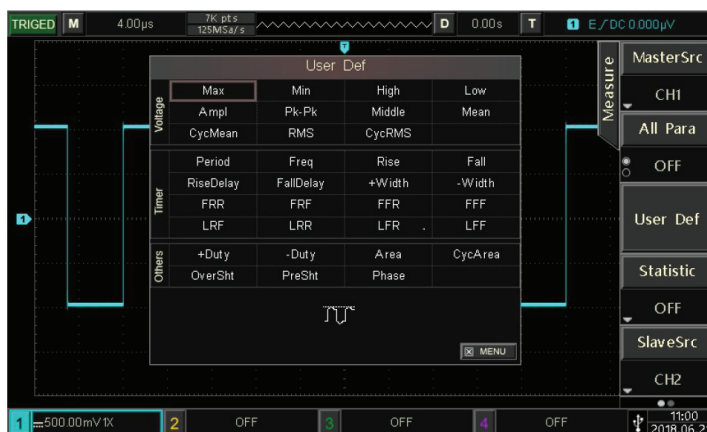 TRIGED M 4.00µs 7K pts D 0.00s T 1 E/DC 0.000µV
125MSa/s
User Def
Voltage
Max Min High Low
Ampl Pk-Pk Middle Mean
CycMean RMS CycRMS
Timer
Period Freq Rise Fall
RiseDelay FallDelay +Width -Width
FRR FRF FFR FFF
LRF LRR LFR LFF
Others
+Duty -Duty Area CycArea
OverSht PreSht Phase
MENU
1
Measure
MasterSrc
CH1
All Para
OFF
User Def
Statistic
OFF
SlaveSrc
CH2
1 500.00mV 1X 2 OFF 3 OFF 4 OFF 11:00